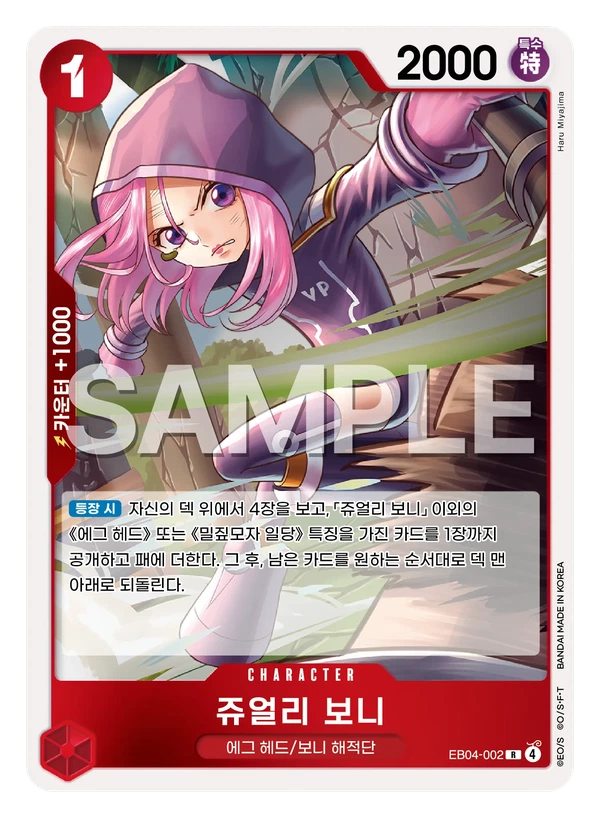 1
2000
특수
特
Haru Miyajima
VP
카운터 +1000
SAMPLE
등장 시 자신의 덱 위에서 4장을 보고, 「쥬얼리 보니」 이외의
《에그 헤드》 또는 《밀짚모자 일당》 특징을 가진 카드를 1장까지
공개하고 패에 더한다. 그 후, 남은 카드를 원하는 순서대로 덱 맨
아래로 되돌린다.
CHARACTER
쥬얼리 보니
에그 헤드/보니 해적단
EB04-002 R 4
©EO/S ©O/S·F·T BANDAI MADE IN KOREA